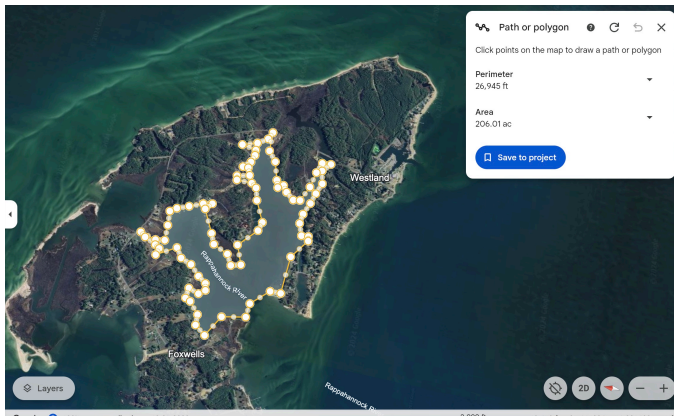 Path or polygon
Click points on the map to draw a path or polygon
Perimeter
26,945 ft
Area
206.01 ac
Save to project
Westland
Rappahannock River
Foxwells
Layers
2D